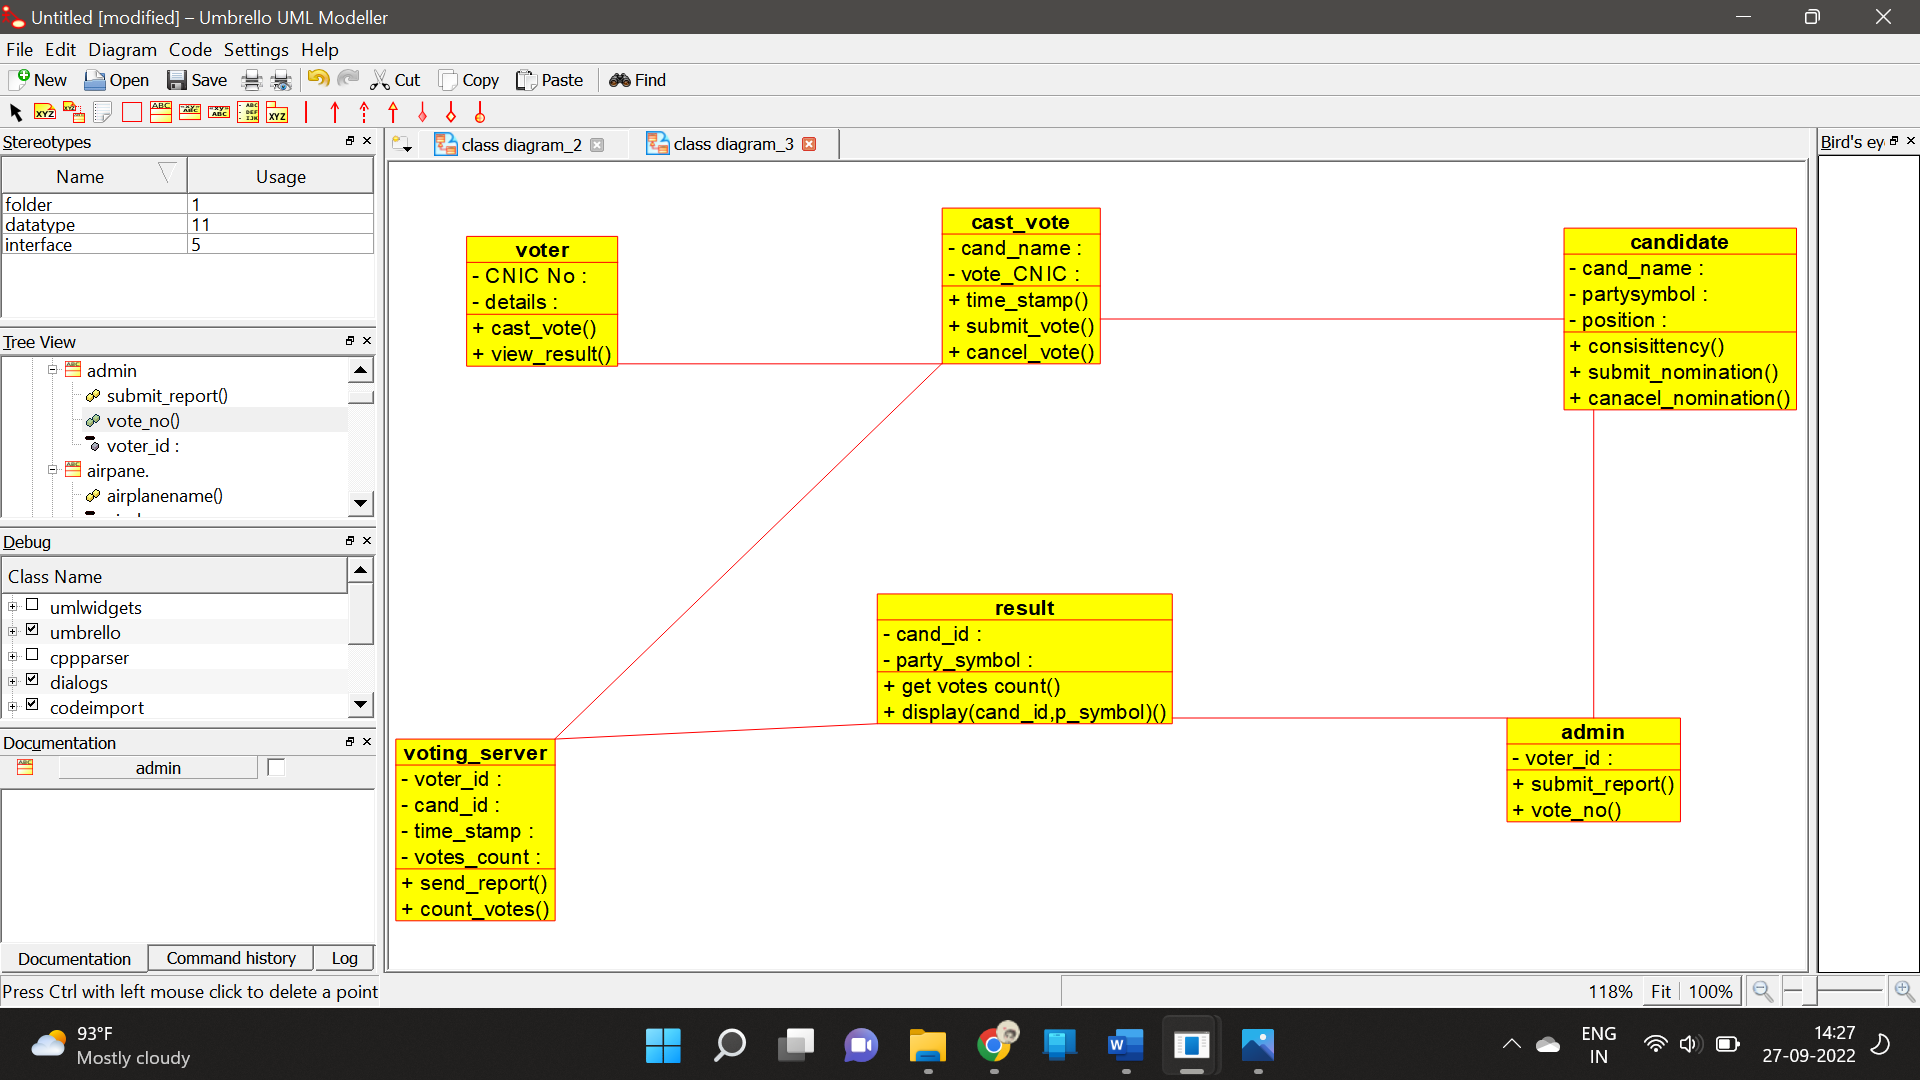 Untitled [modified] – Umbrello UML Modeller
File Edit Diagram Code Settings Help
New Open Save Cut Copy Paste Find
Stereotypes
Name Usage
folder 1
datatype 11
interface 5
Tree View
admin
submit_report()
vote_no()
voter_id :
airpane.
airplanename()
Debug
Class Name
umlwidgets
umbrello
cppparser
dialogs
codeimport
Documentation
admin
Documentation Command history Log
Press Ctrl with left mouse click to delete a point
class diagram_2 class diagram_3
Bird's ey
voter
- CNIC No :
- details :
+ cast_vote()
+ view_result()
cast_vote
- cand_name :
- vote_CNIC :
+ time_stamp()
+ submit_vote()
+ cancel_vote()
candidate
- cand_name :
- partysymbol :
- position :
+ consisittency()
+ submit_nomination()
+ canacel_nomination()
result
- cand_id :
- party_symbol :
+ get votes count()
+ display(cand_id,p_symbol)()
voting_server
- voter_id :
- cand_id :
- time_stamp :
- votes_count :
+ send_report()
+ count_votes()
admin
- voter_id :
+ submit_report()
+ vote_no()
118% Fit 100%
93°F
Mostly cloudy
ENG
IN
14:27
27-09-2022